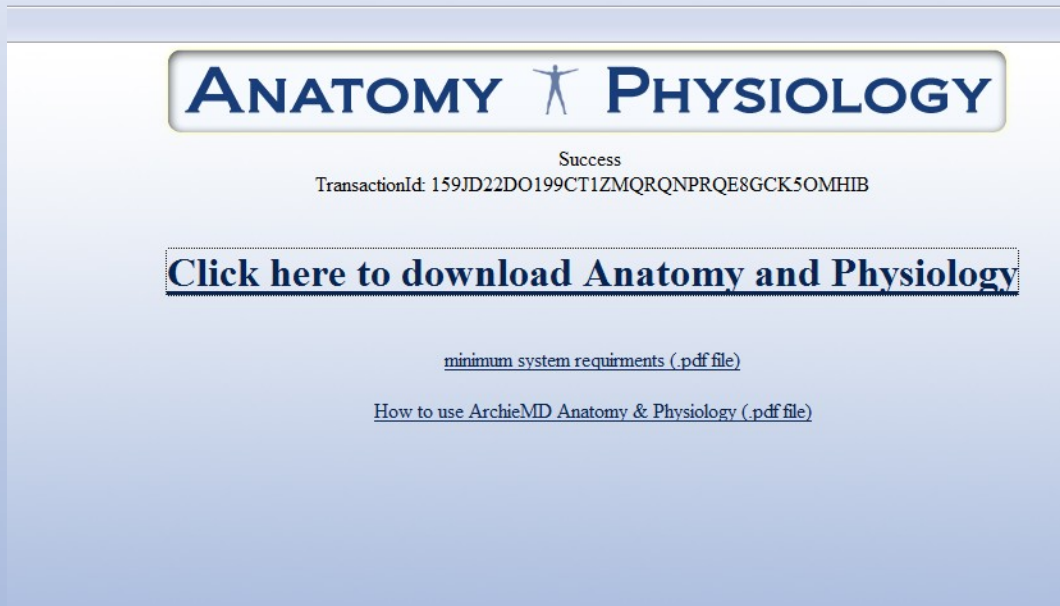 ANATOMY PHYSIOLOGY
Success
TransactionId: 159JD22DO199CT1ZMQRQNPRQE8GCK5OMHIB
Click here to download Anatomy and Physiology
minimum system requirments (.pdf file)
How to use ArchieMD Anatomy & Physiology (.pdf file)